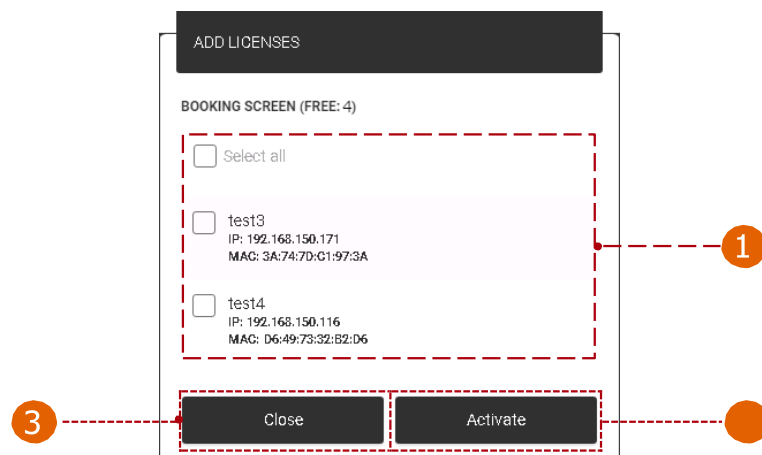 ADD LICENSES
BOOKING SCREEN (FREE: 4)
Select all
test3
IP: 192.168.150.171
MAC: 3A:74:7D:C1:97:3A
1
test4
IP: 192.168.150.116
MAC: D6:49:73:32:B2:D6
3
Close
Activate